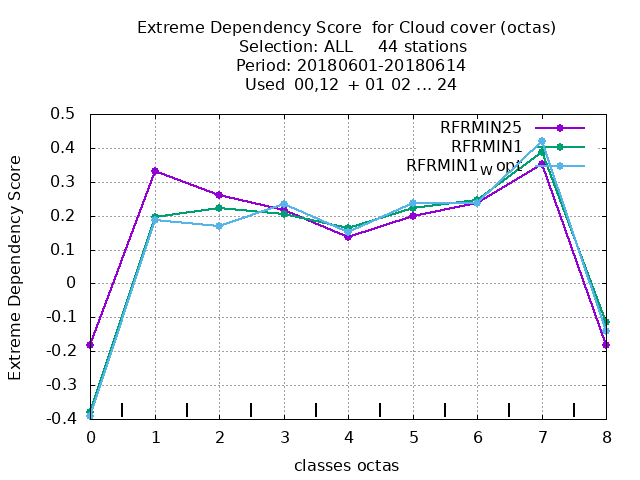 Extreme Dependency Score  for Cloud cover (octas)
Selection: ALL     44 stations
Period: 20180601-20180614
Used  00,12  + 01 02 ... 24
RFRMIN25
RFRMIN1
RFRMIN1w opt
Extreme Dependency Score
0.5
0.4
0.3
0.2
0.1
0
-0.1
-0.2
-0.3
-0.4
0 1 2 3 4 5 6 7 8
classes octas